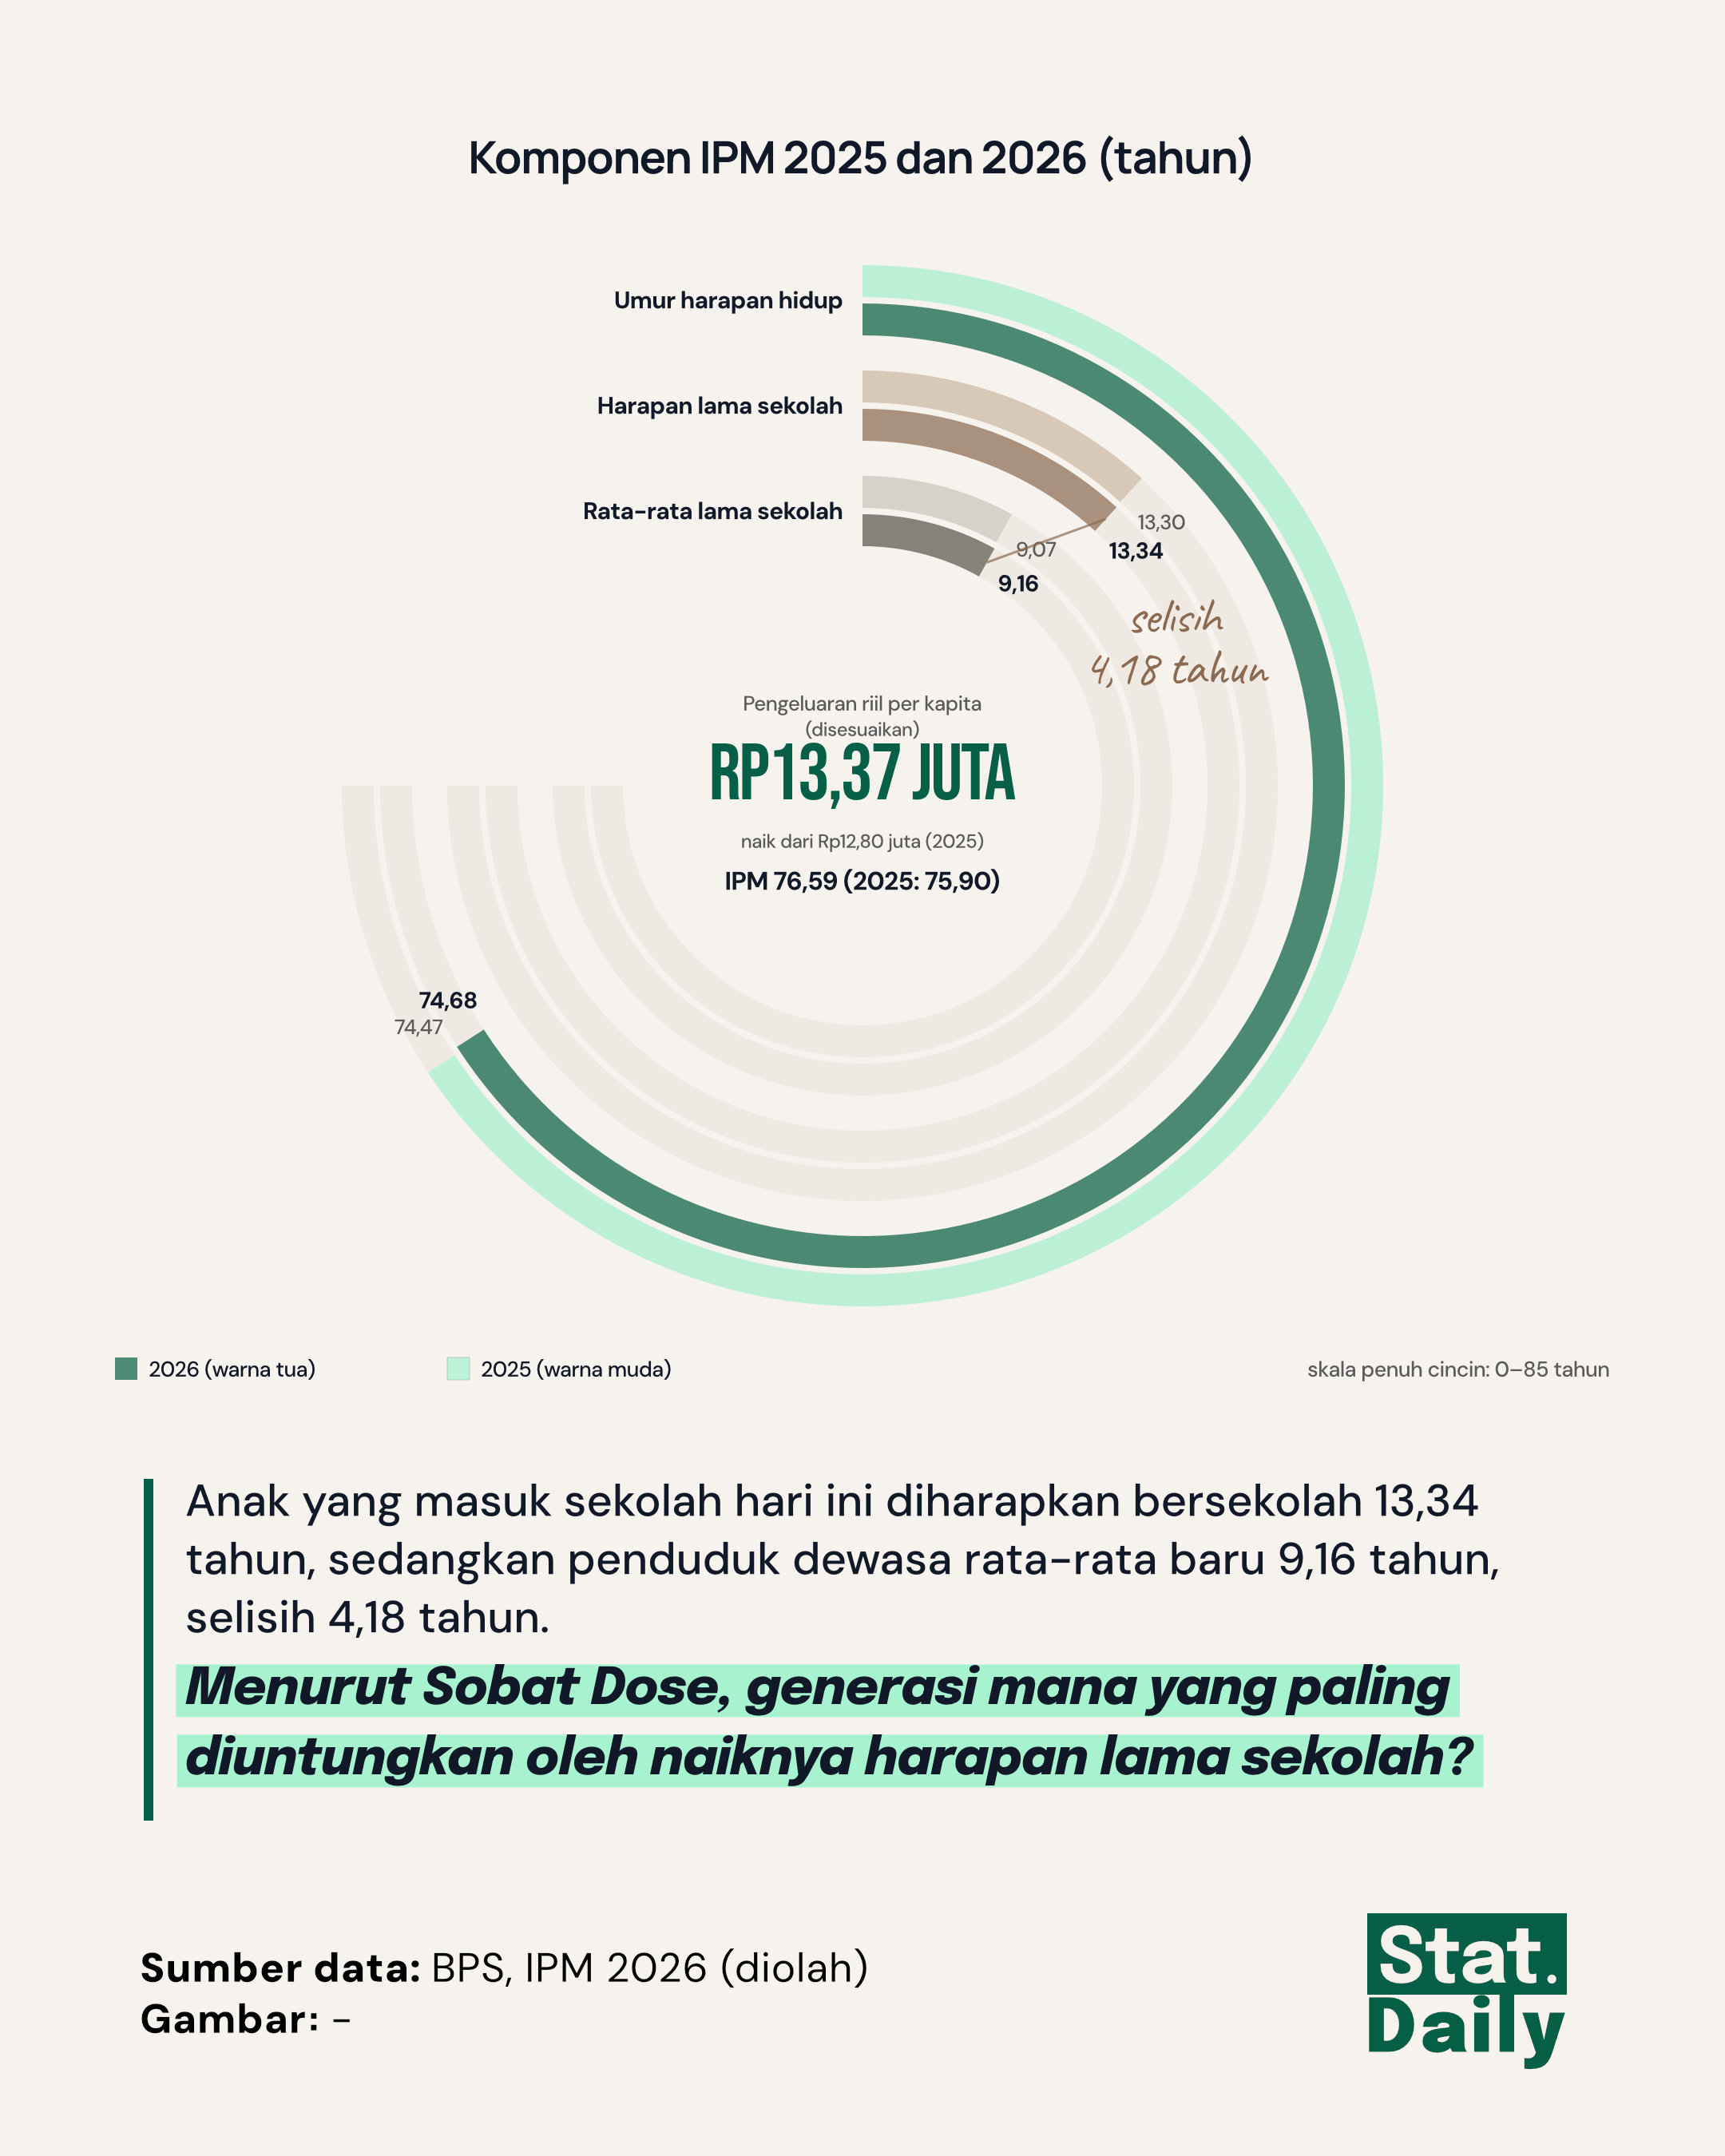 Komponen IPM 2025 dan 2026 (tahun)
Umur harapan hidup
Harapan lama sekolah
Rata-rata lama sekolah
13,30
13,34
9,07
9,16
selisih
4,18 tahun
Pengeluaran riil per kapita
(disesuaikan)
RP13,37 JUTA
naik dari Rp12,80 juta (2025)
IPM 76,59 (2025: 75,90)
74,68
74,47
2026 (warna tua)
2025 (warna muda)
skala penuh cincin: 0–85 tahun
Anak yang masuk sekolah hari ini diharapkan bersekolah 13,34
tahun, sedangkan penduduk dewasa rata-rata baru 9,16 tahun,
selisih 4,18 tahun.
Menurut Sobat Dose, generasi mana yang paling
diuntungkan oleh naiknya harapan lama sekolah?
Sumber data: BPS, IPM 2026 (diolah)
Gambar: -
Stat.
Daily